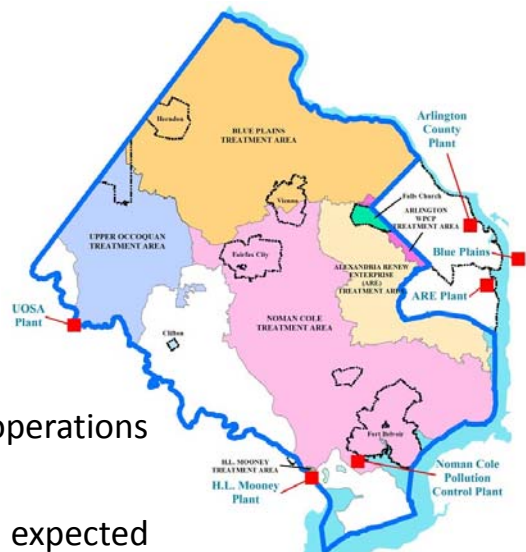 Herndon
BLUE PLAINS
TREATMENT AREA
Arlington
County
Plant
Vienna
Falls Church
ARLINGTON
WPCP
TREATMENT AREA
UPPER OCCOQUAN
TREATMENT AREA
Fairfax City
Blue Plains
ALEXANDRIA RENEW
ENTERPRISE
(ARE)
TREATMENT AREA
ARE Plant
UOSA
Plant
NOMAN COLE
TREATMENT AREA
Clifton
operations
Fort Belvoir
H.L. MOONEY
TREATMENT AREA
H.L. Mooney
Plant
Noman Cole
Pollution
Control Plant
expected